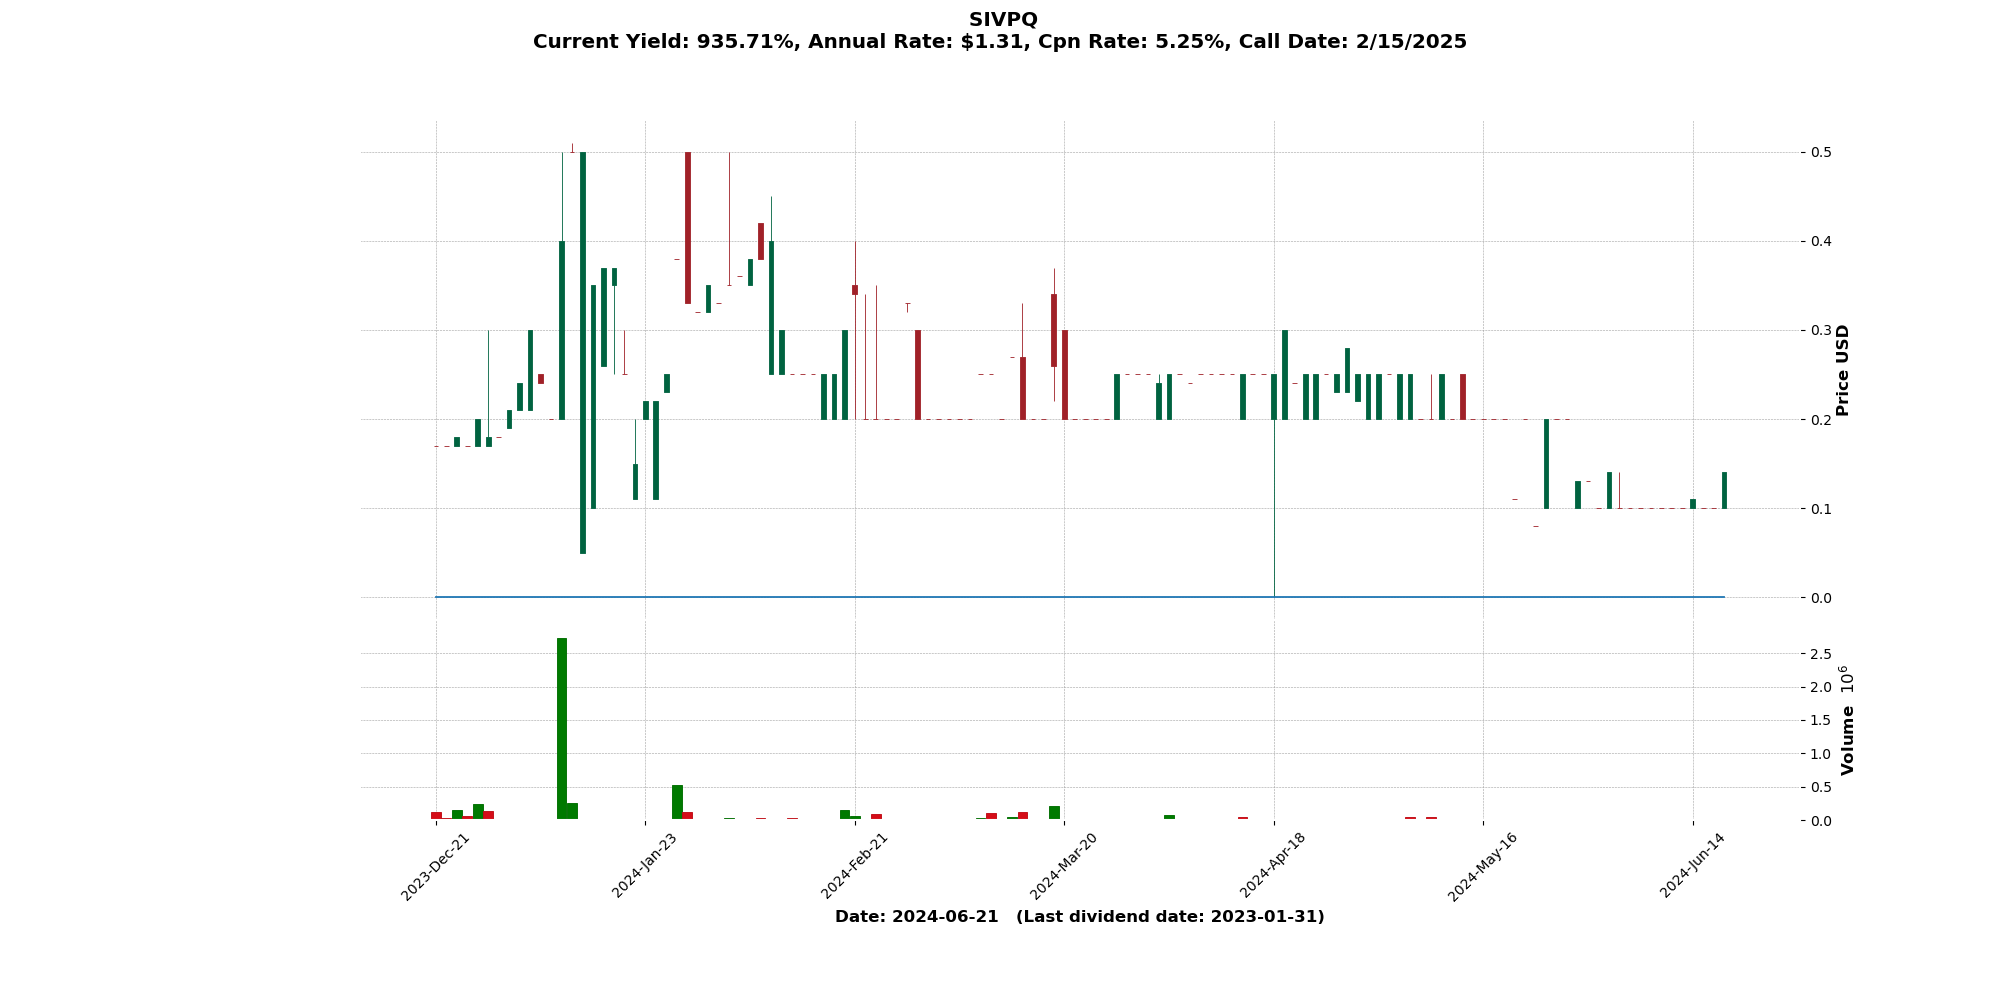 SIVPQ
Current Yield: 935.71%, Annual Rate: $1.31, Cpn Rate: 5.25%, Call Date: 2/15/2025
0.5
0.4
0.3
0.2
0.1
0.0
Price USD
2.5
2.0
1.5
1.0
0.5
0.0
Volume 10^6
2023-Dec-21
2024-Jan-23
2024-Feb-21
2024-Mar-20
2024-Apr-18
2024-May-16
2024-Jun-14
Date: 2024-06-21 (Last dividend date: 2023-01-31)